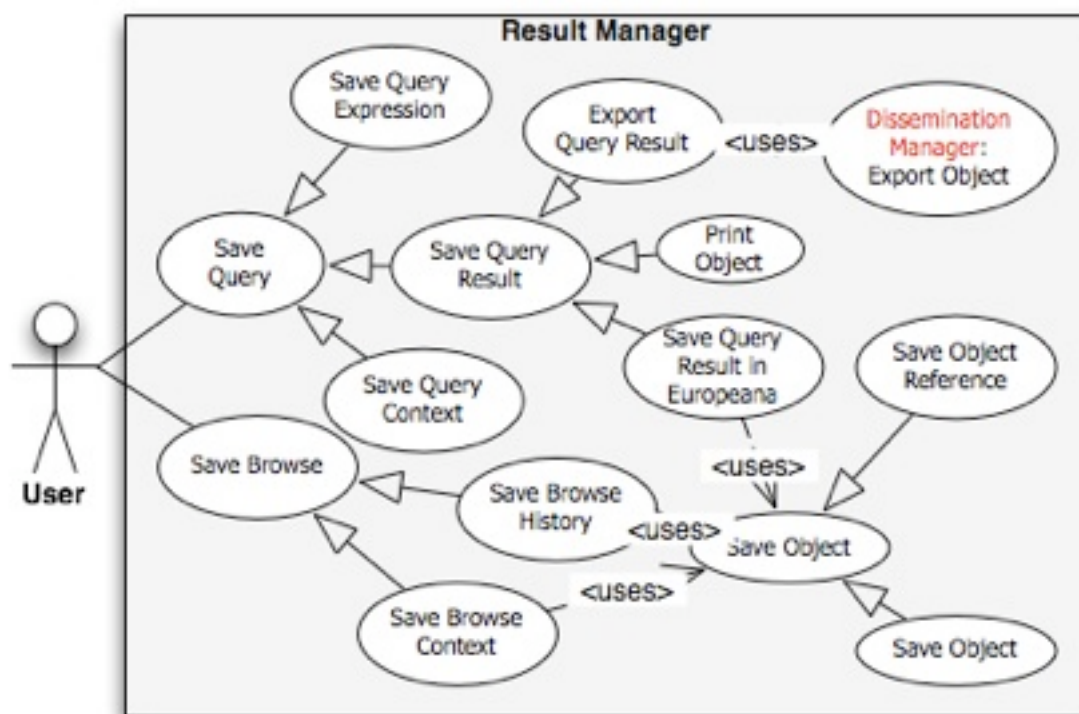 Result Manager
Save Query
Expression
Export
Query Result
<uses>
Dissemination
Manager:
Export Object
Save
Query
Save Query
Result
Print
Object
Save Query
Context
Save Query
Result in
Europeana
Save Object
Reference
User
Save Browse
Save Browse
History
<uses>
<uses>
Save Object
Save Browse
Context
<uses>
Save Object